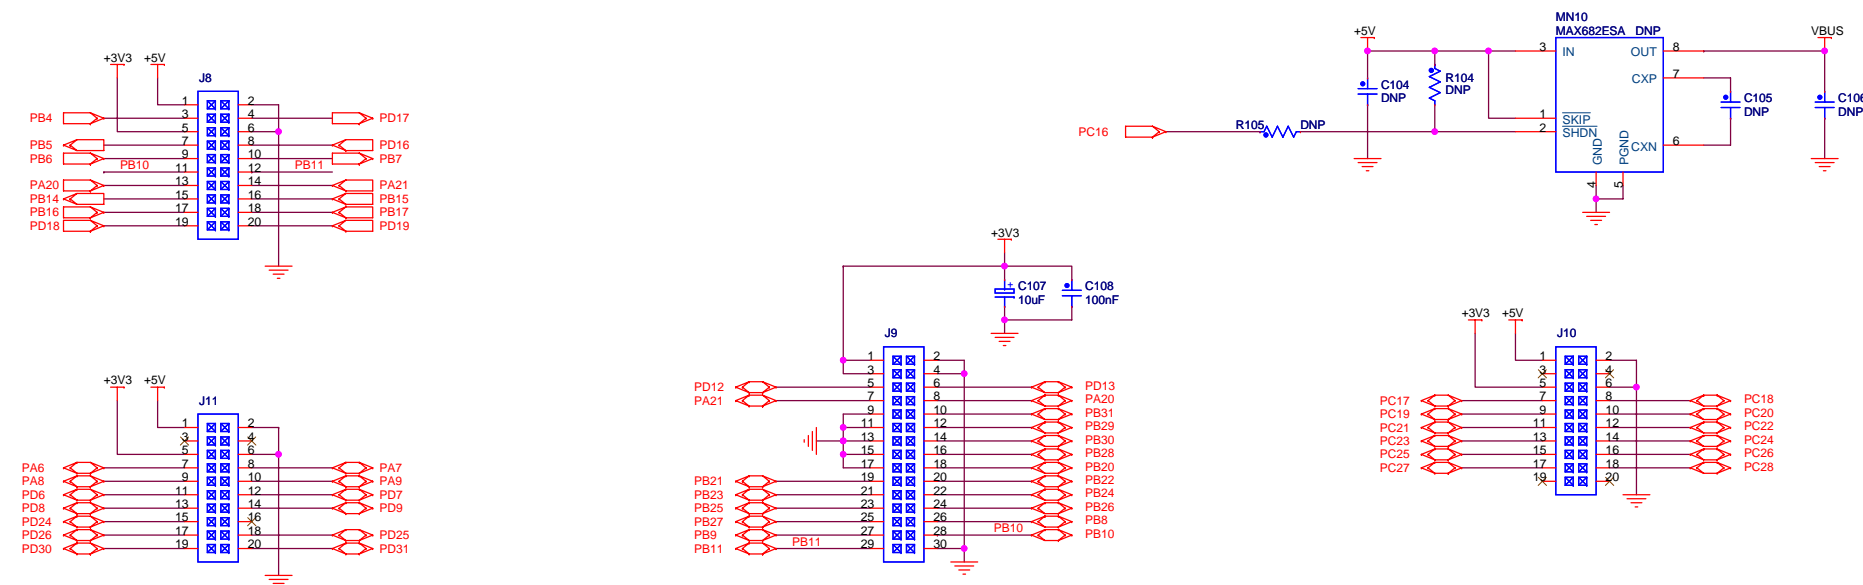 +3V3 +5V
J8
1 2
PB4 3 4 PD17
5 6
PB5 7 8 PD16
PB6 9 10 PB7
PB10 11 12 PB11
PA20 13 14 PA21
PB14 15 16 PB15
PB16 17 18 PB17
PD18 19 20 PD19
MN10
MAX682ESA DNP
+5V
VBUS
3 IN OUT 8
CXP 7
C104
DNP
R104
DNP
C105
DNP
C106
DNP
1 SKIP
PC16 R105 DNP 2 SHDN
CXN 6
GND PGND
4 5
+3V3
C107
10uF
C108
100nF
J9
1 2
3 4
PD12 5 6 PD13
PA21 7 8 PA20
9 10 PB31
11 12 PB29
13 14 PB30
15 16 PB28
17 18 PB20
PB21 19 20 PB22
PB23 21 22 PB24
PB25 23 24 PB26
PB27 25 26 PB8
PB9 27 28 PB10 PB10
PB11 PB11 29 30
+3V3 +5V
J10
1 2
3 4
5 6
PC17 7 8 PC18
PC19 9 10 PC20
PC21 11 12 PC22
PC23 13 14 PC24
PC25 15 16 PC26
PC27 17 18 PC28
19 20
+3V3 +5V
J11
1 2
3 4
5 6
PA6 7 8 PA7
PA8 9 10 PA9
PD6 11 12 PD7
PD8 13 14 PD9
PD24 15 16
PD26 17 18 PD25
PD30 19 20 PD31